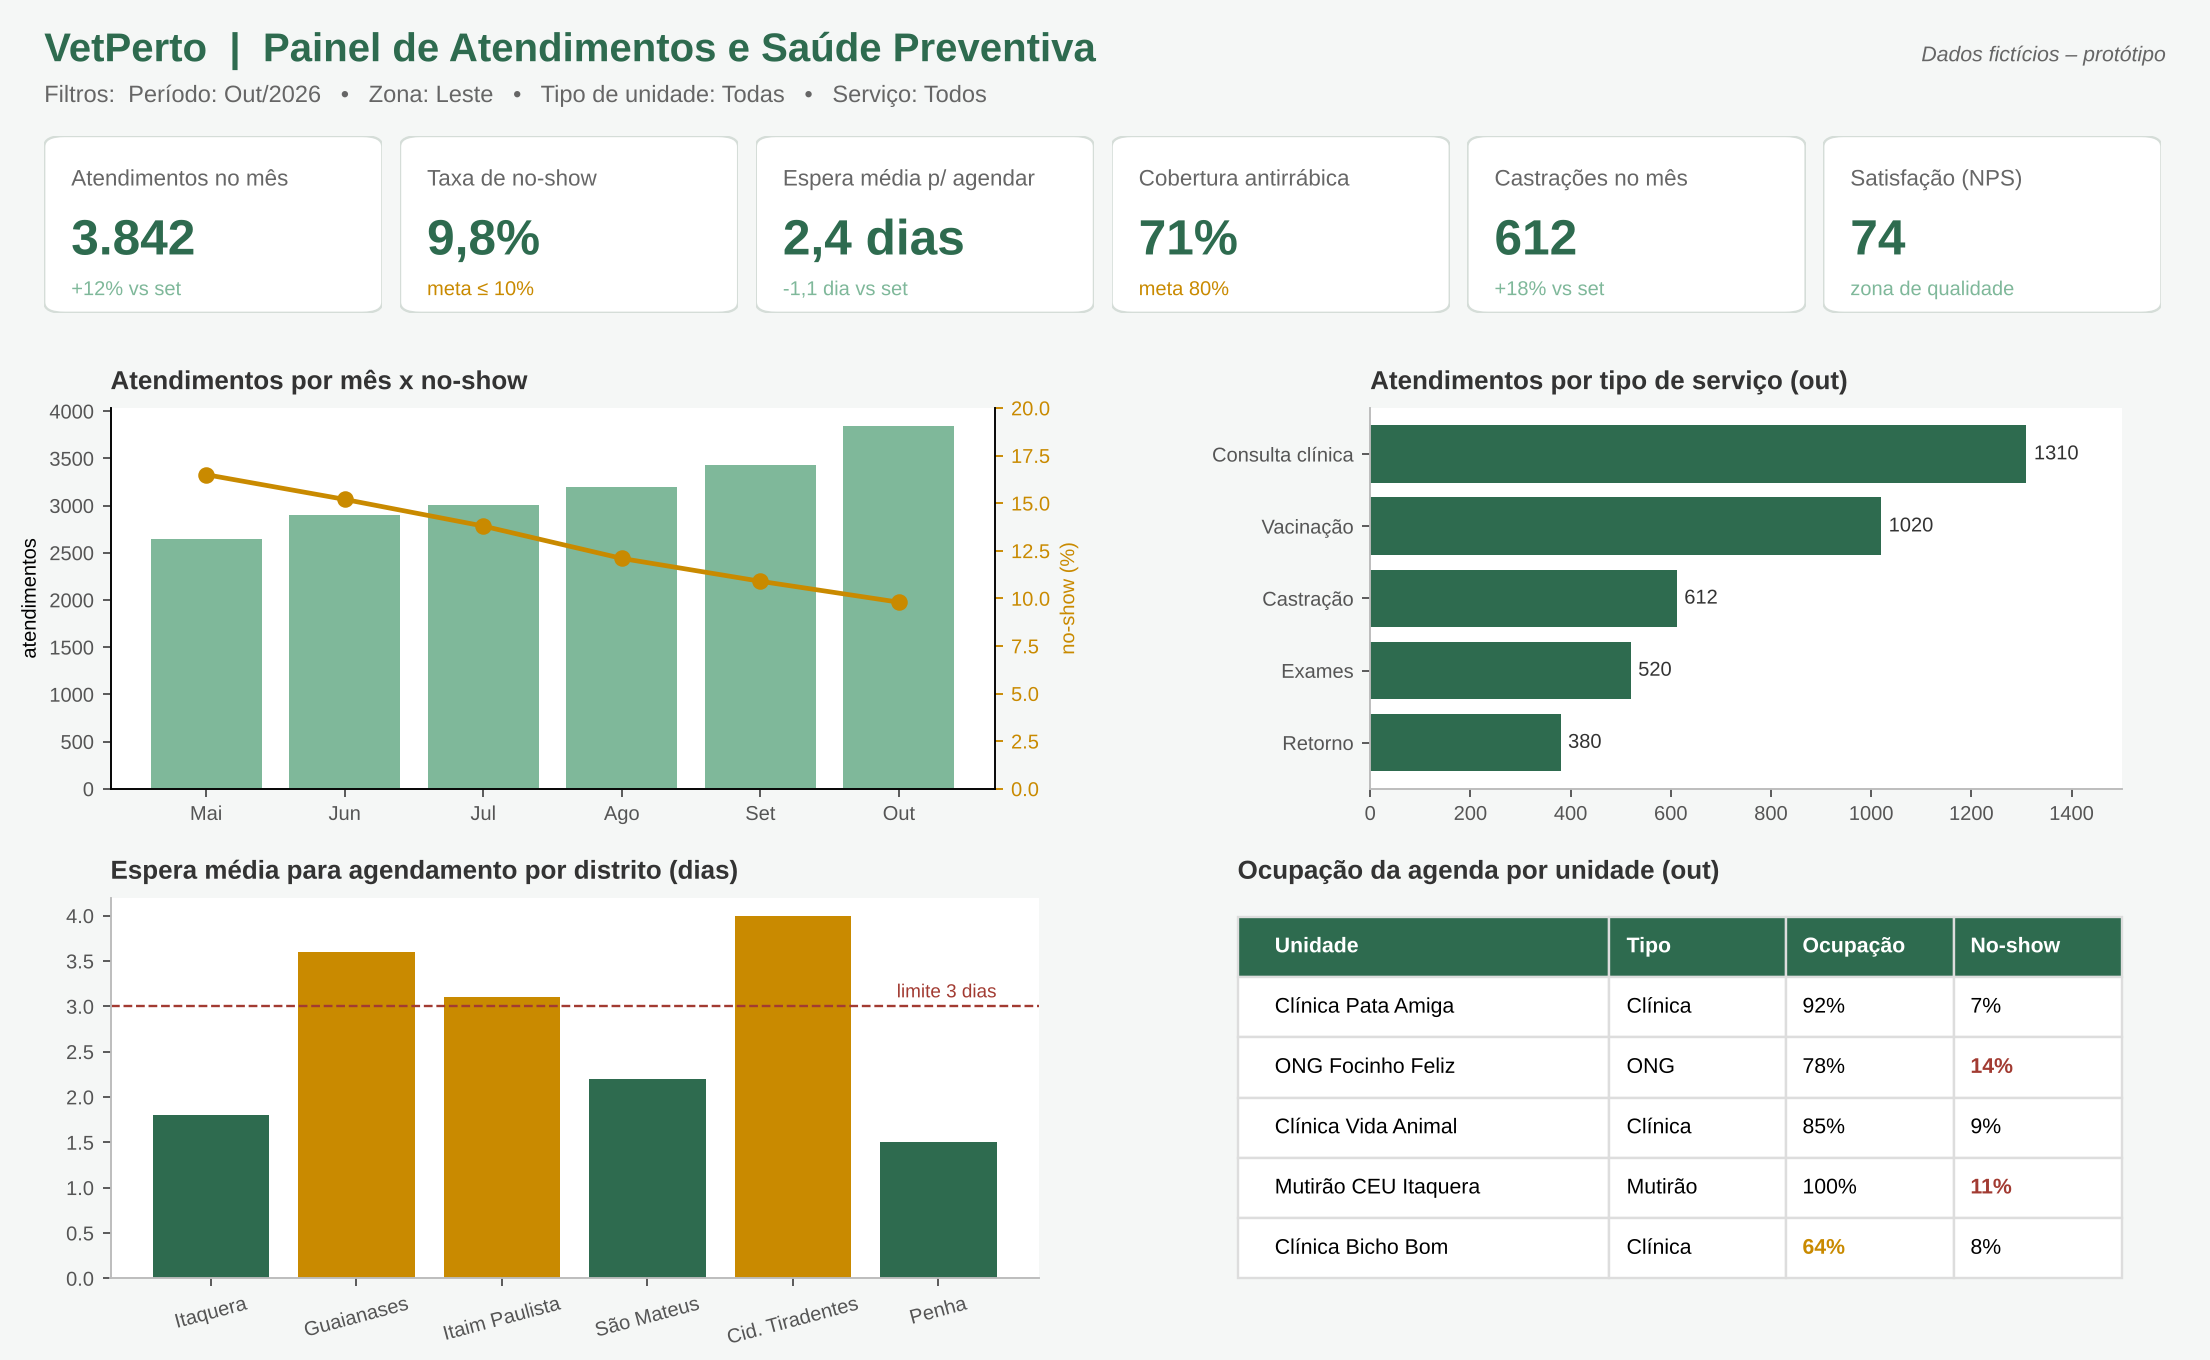 VetPerto | Painel de Atendimentos e Saúde Preventiva
Dados fictícios – protótipo
Filtros: Período: Out/2026 • Zona: Leste • Tipo de unidade: Todas • Serviço: Todos
Atendimentos no mês
3.842
+12% vs set
Taxa de no-show
9,8%
meta ≤ 10%
Espera média p/ agendar
2,4 dias
-1,1 dia vs set
Cobertura antirrábica
71%
meta 80%
Castrações no mês
612
+18% vs set
Satisfação (NPS)
74
zona de qualidade
Atendimentos por mês x no-show
atendimentos
4000
3500
3000
2500
2000
1500
1000
500
0
Mai Jun Jul Ago Set Out
20.0
17.5
15.0
12.5
10.0
7.5
5.0
2.5
0.0
no-show (%)
Atendimentos por tipo de serviço (out)
Consulta clínica 1310
Vacinação 1020
Castração 612
Exames 520
Retorno 380
0 200 400 600 800 1000 1200 1400
Espera média para agendamento por distrito (dias)
4.0
3.5
3.0
2.5
2.0
1.5
1.0
0.5
0.0
limite 3 dias
Itaquera Guaianases Itaim Paulista São Mateus Cid. Tiradentes Penha
Ocupação da agenda por unidade (out)
Unidade Tipo Ocupação No-show
Clínica Pata Amiga Clínica 92% 7%
ONG Focinho Feliz ONG 78% 14%
Clínica Vida Animal Clínica 85% 9%
Mutirão CEU Itaquera Mutirão 100% 11%
Clínica Bicho Bom Clínica 64% 8%